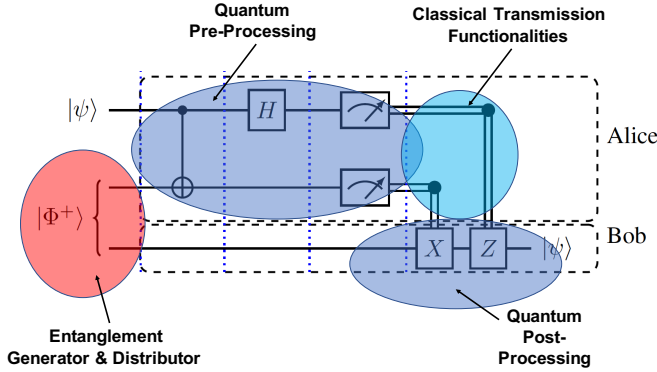 Quantum
Pre-Processing
Classical Transmission
Functionalities
|ψ⟩
H
Alice
|Φ⁺⟩
Bob
X
Z
|ψ⟩
Entanglement
Generator & Distributor
Quantum
Post-
Processing